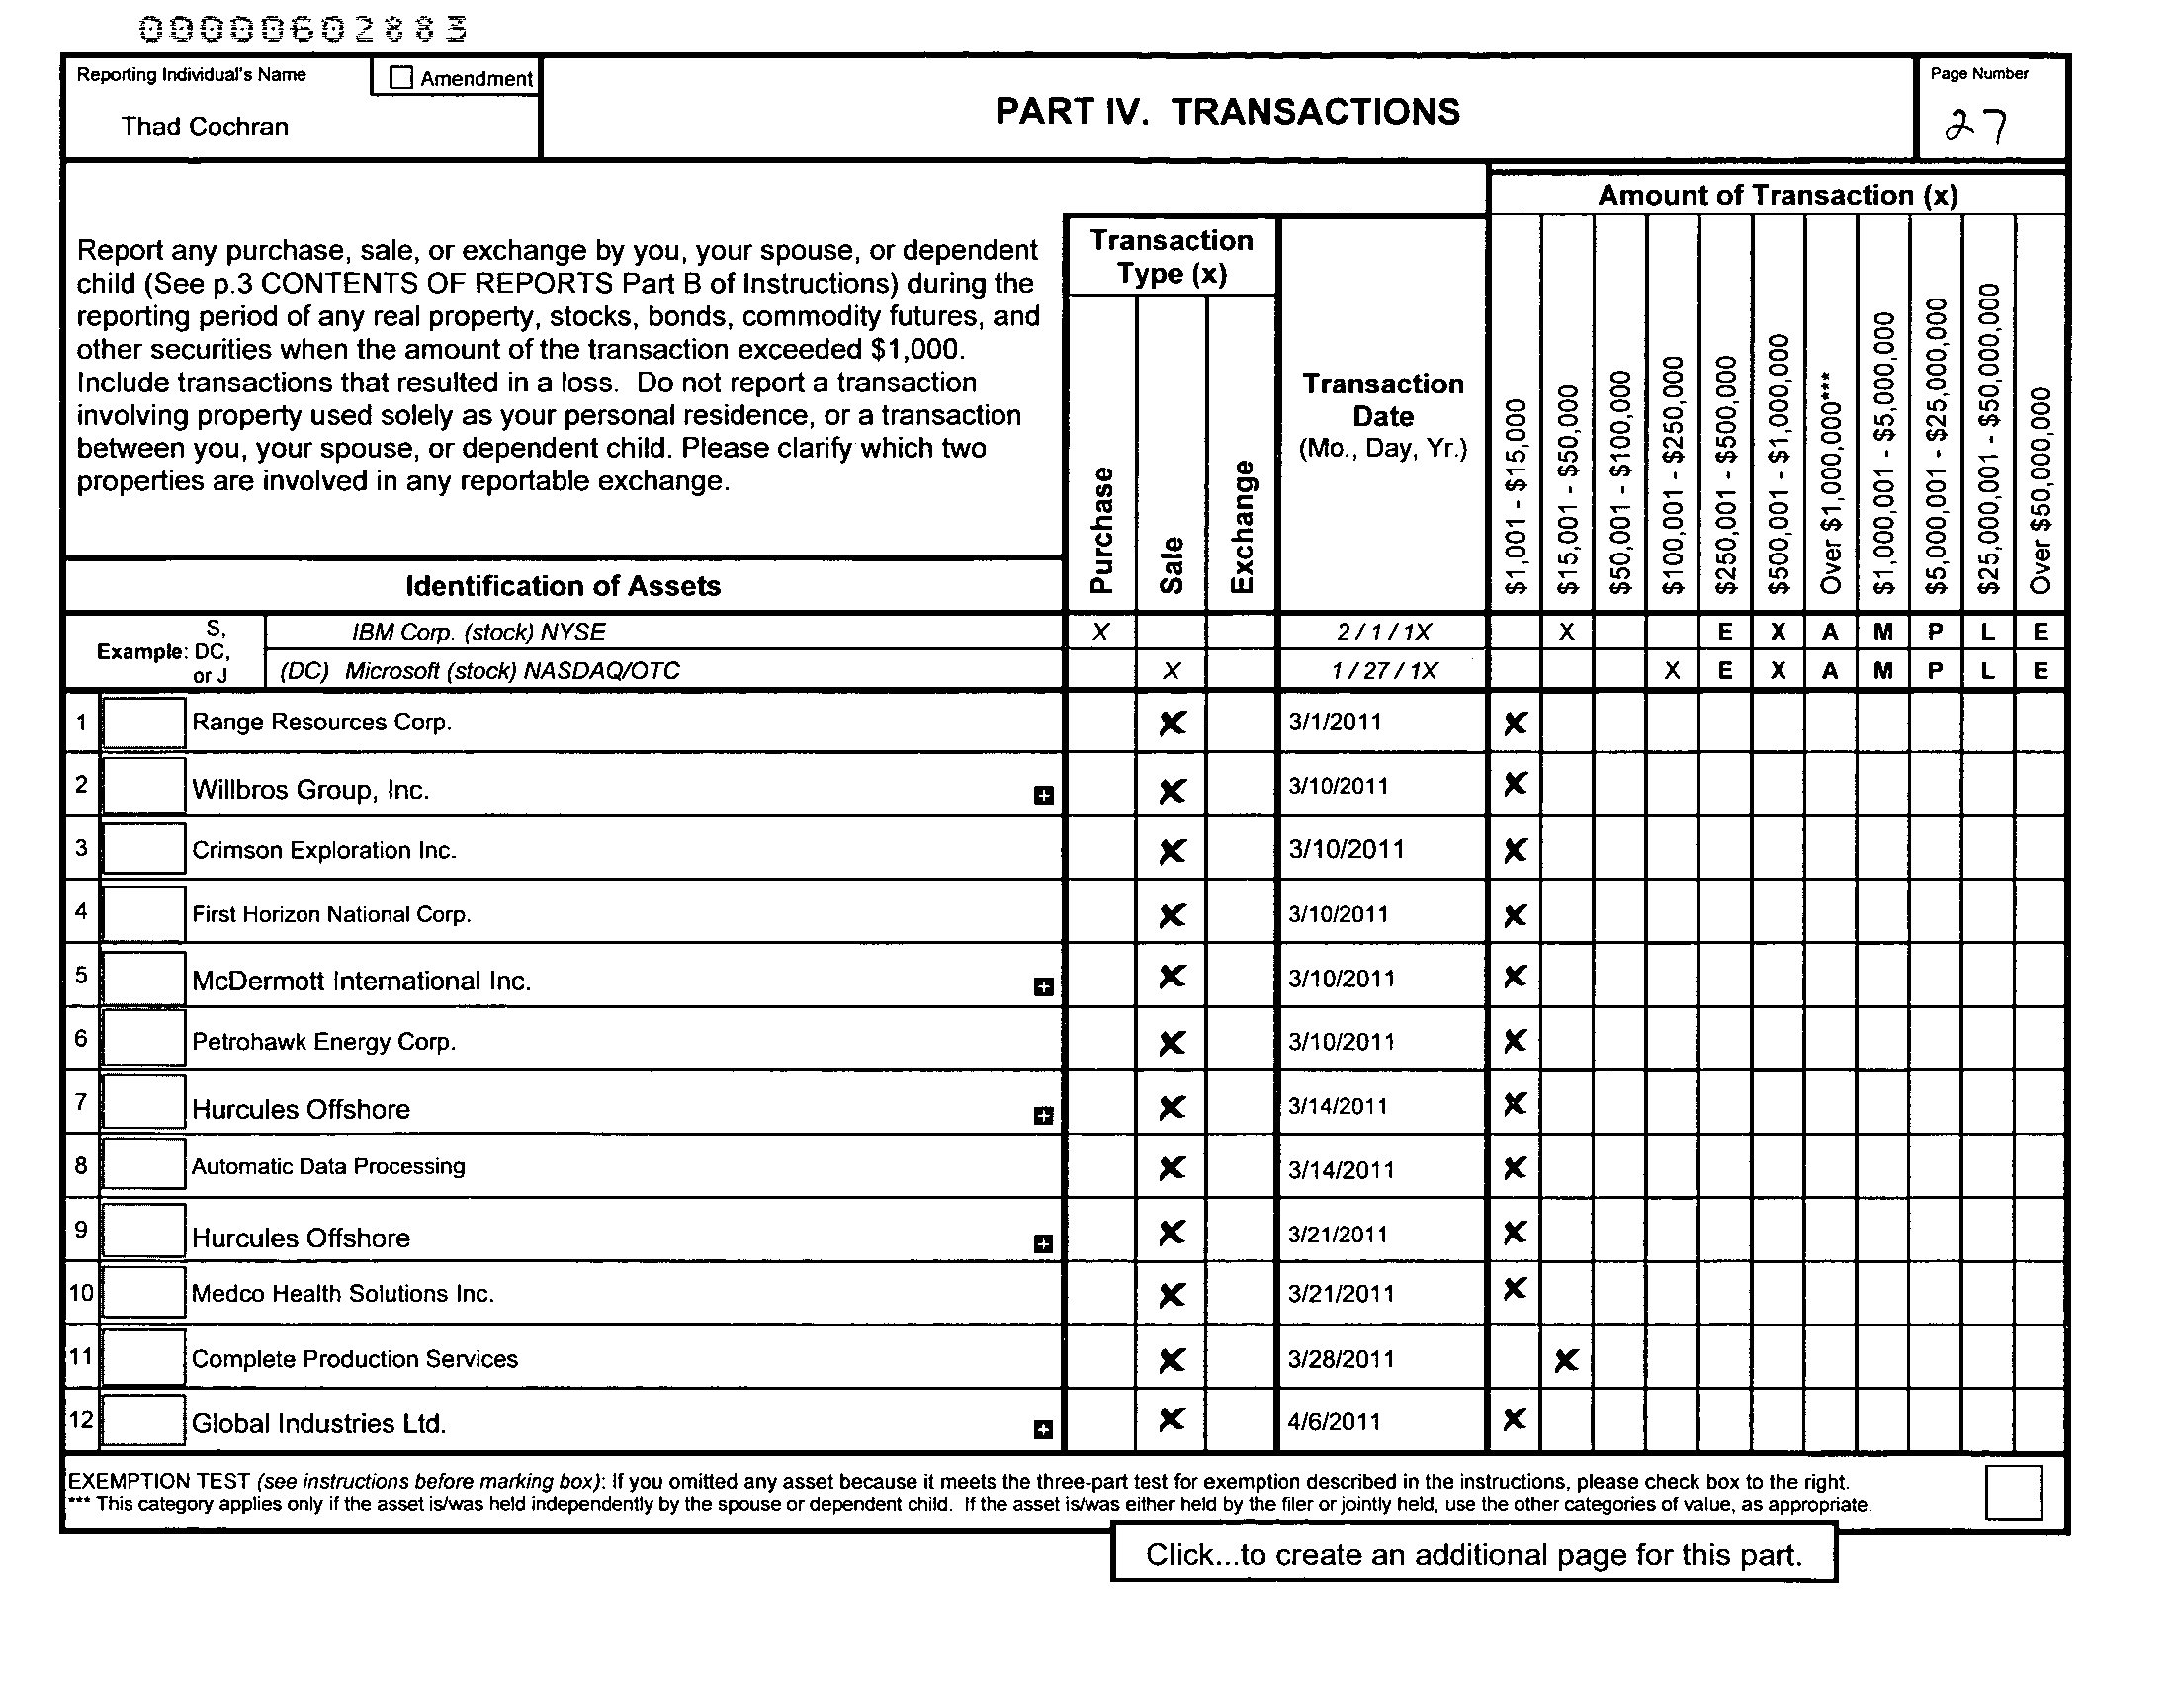 00000602883
Reporting Individual's Name
Amendment
Thad Cochran
PART IV. TRANSACTIONS
Page Number
27
Amount of Transaction (x)
Report any purchase, sale, or exchange by you, your spouse, or dependent
child (See p.3 CONTENTS OF REPORTS Part B of Instructions) during the
reporting period of any real property, stocks, bonds, commodity futures, and
other securities when the amount of the transaction exceeded $1,000.
Include transactions that resulted in a loss. Do not report a transaction
involving property used solely as your personal residence, or a transaction
between you, your spouse, or dependent child. Please clarify which two
properties are involved in any reportable exchange.
Transaction
Type (x)
Purchase
Sale
Exchange
Transaction
Date
(Mo., Day, Yr.)
$1,001 - $15,000
$15,001 - $50,000
$50,001 - $100,000
$100,001 - $250,000
$250,001 - $500,000
$500,001 - $1,000,000
Over $1,000,000***
$1,000,001 - $5,000,000
$5,000,001 - $25,000,000
$25,000,001 - $50,000,000
Over $50,000,000
Identification of Assets
Example: S, DC, or J
IBM Corp. (stock) NYSE X 2 / 1 / 1X X E X A M P L E
(DC) Microsoft (stock) NASDAQ/OTC X 1 / 27 / 1X X E X A M P L E
1 Range Resources Corp. X 3/1/2011 X
2 Willbros Group, Inc. + X 3/10/2011 X
3 Crimson Exploration Inc. X 3/10/2011 X
4 First Horizon National Corp. X 3/10/2011 X
5 McDermott International Inc. + X 3/10/2011 X
6 Petrohawk Energy Corp. X 3/10/2011 X
7 Hurcules Offshore + X 3/14/2011 X
8 Automatic Data Processing X 3/14/2011 X
9 Hurcules Offshore + X 3/21/2011 X
10 Medco Health Solutions Inc. X 3/21/2011 X
11 Complete Production Services X 3/28/2011 X
12 Global Industries Ltd. + X 4/6/2011 X
EXEMPTION TEST (see instructions before marking box): If you omitted any asset because it meets the three-part test for exemption described in the instructions, please check box to the right.
*** This category applies only if the asset is/was held independently by the spouse or dependent child. If the asset is/was either held by the filer or jointly held, use the other categories of value, as appropriate.
Click...to create an additional page for this part.